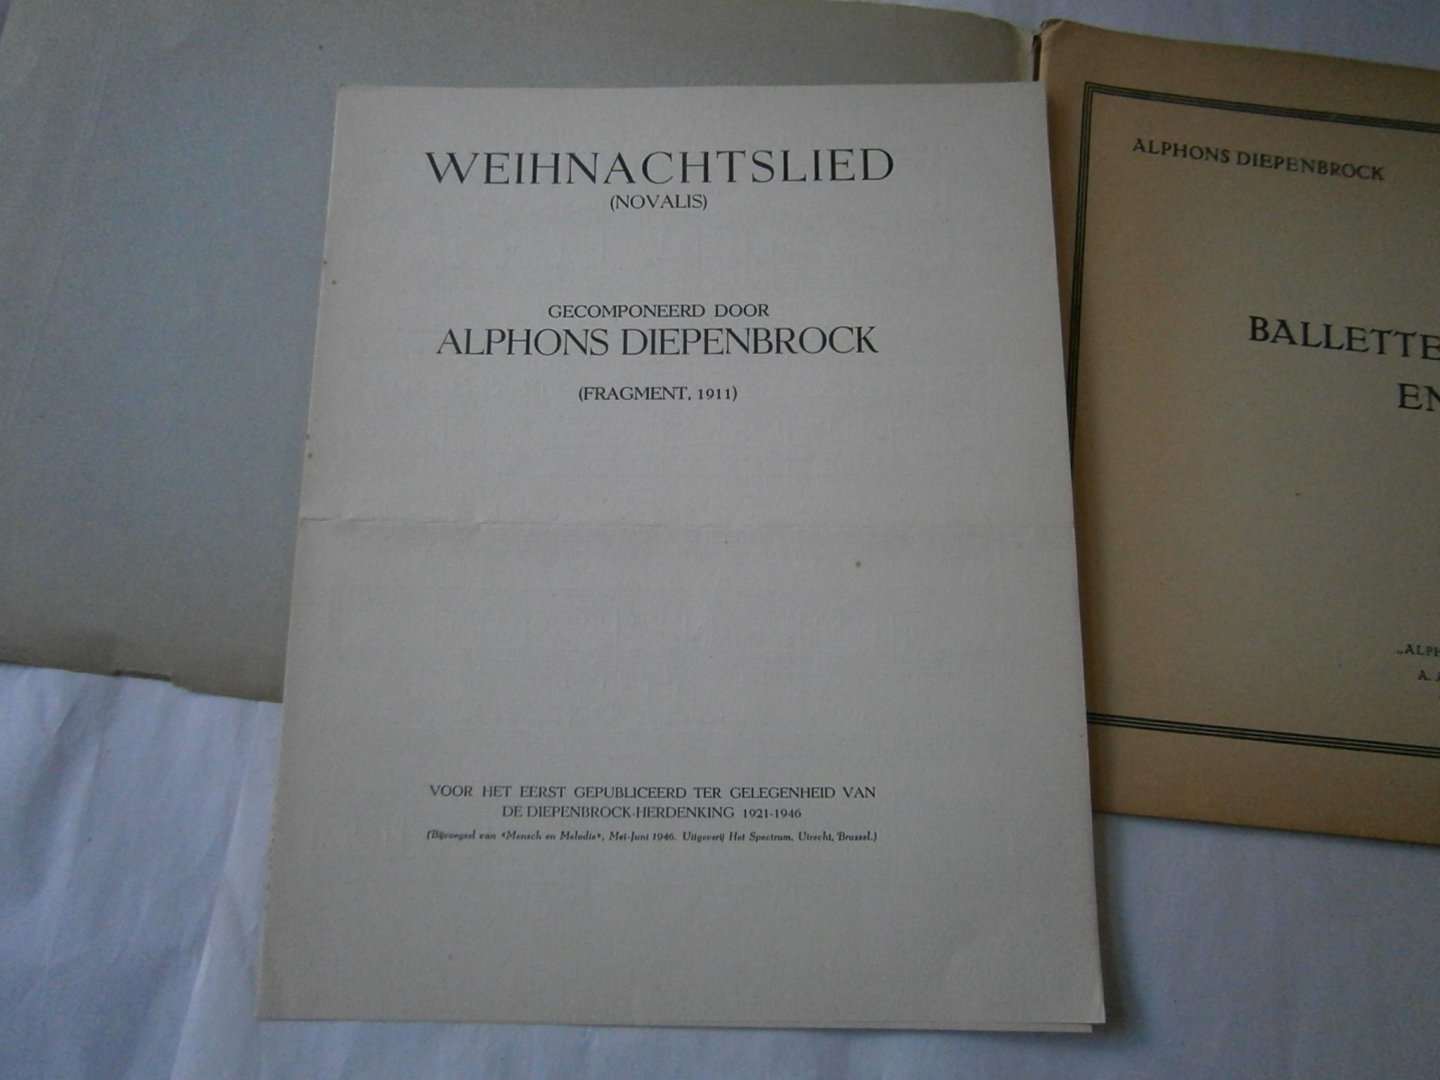 WEIHNACHTSLIED
(NOVALIS)
GECOMPONEERD DOOR
ALPHONS DIEPENBROCK
(FRAGMENT, 1911)
VOOR HET EERST GEPUBLICEERD TER GELEGENHEID VAN
DE DIEPENBROCK-HERDENKING 1921-1946
(Bijvoegsel van «Mensch en Melodie», Mei-Juni 1946. Uitgeverij Het Spectrum, Utrecht, Brussel.)
ALPHONS DIEPENBROCK
BALLETTE
EN
„ALPH
A. A